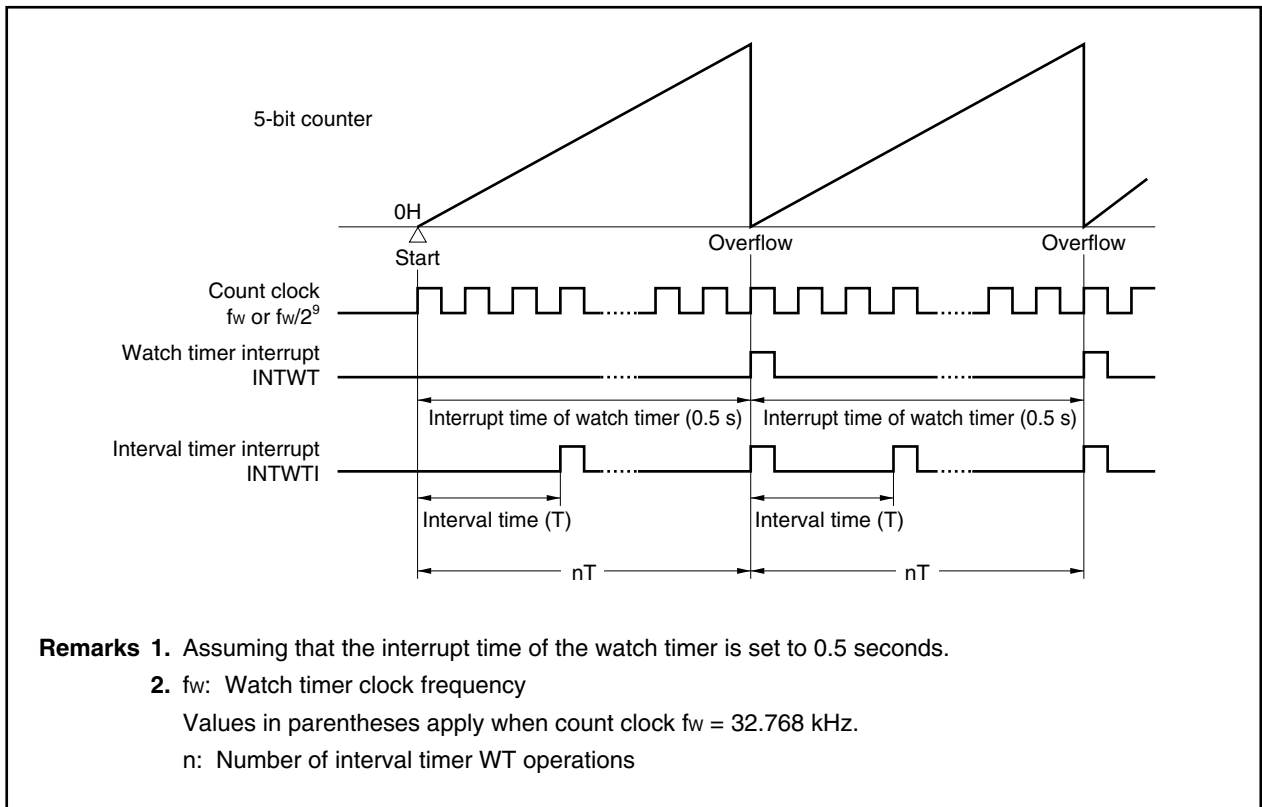 5-bit counter
0H
Start
Overflow
Overflow
Count clock
fw or fw/2⁹
Watch timer interrupt
INTWT
Interrupt time of watch timer (0.5 s)
Interrupt time of watch timer (0.5 s)
Interval timer interrupt
INTWTI
Interval time (T)
Interval time (T)
nT
nT
Remarks 1. Assuming that the interrupt time of the watch timer is set to 0.5 seconds.
2. fw: Watch timer clock frequency
Values in parentheses apply when count clock fw = 32.768 kHz.
n: Number of interval timer WT operations